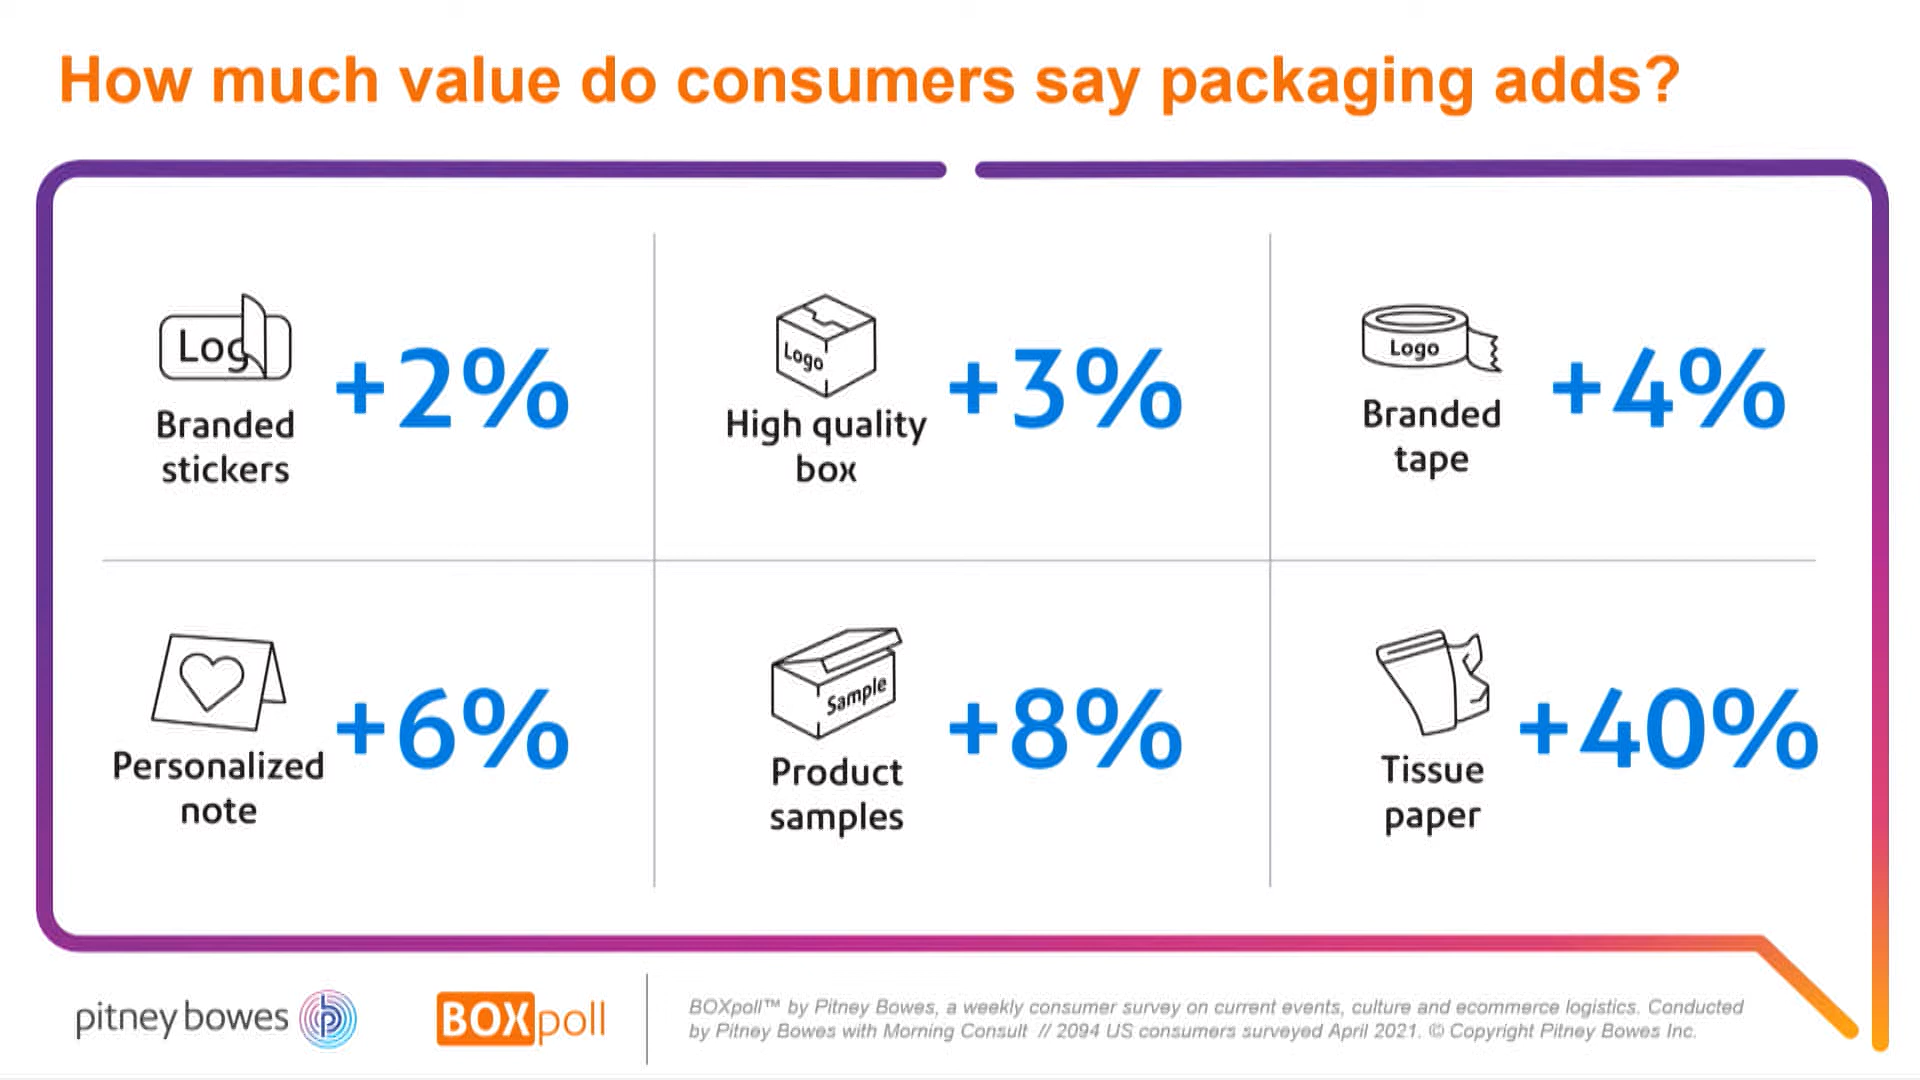 How much value do consumers say packaging adds?
Log
Branded
stickers
+2%
Logo
High quality
box
+3%
Logo
Branded
tape
+4%
Personalized
note
+6%
Sample
Product
samples
+8%
Tissue
paper
+40%
pitney bowes
BOXpoll
BOXpoll™ by Pitney Bowes, a weekly consumer survey on current events, culture and ecommerce logistics. Conducted
by Pitney Bowes with Morning Consult // 2094 US consumers surveyed April 2021. © Copyright Pitney Bowes Inc.